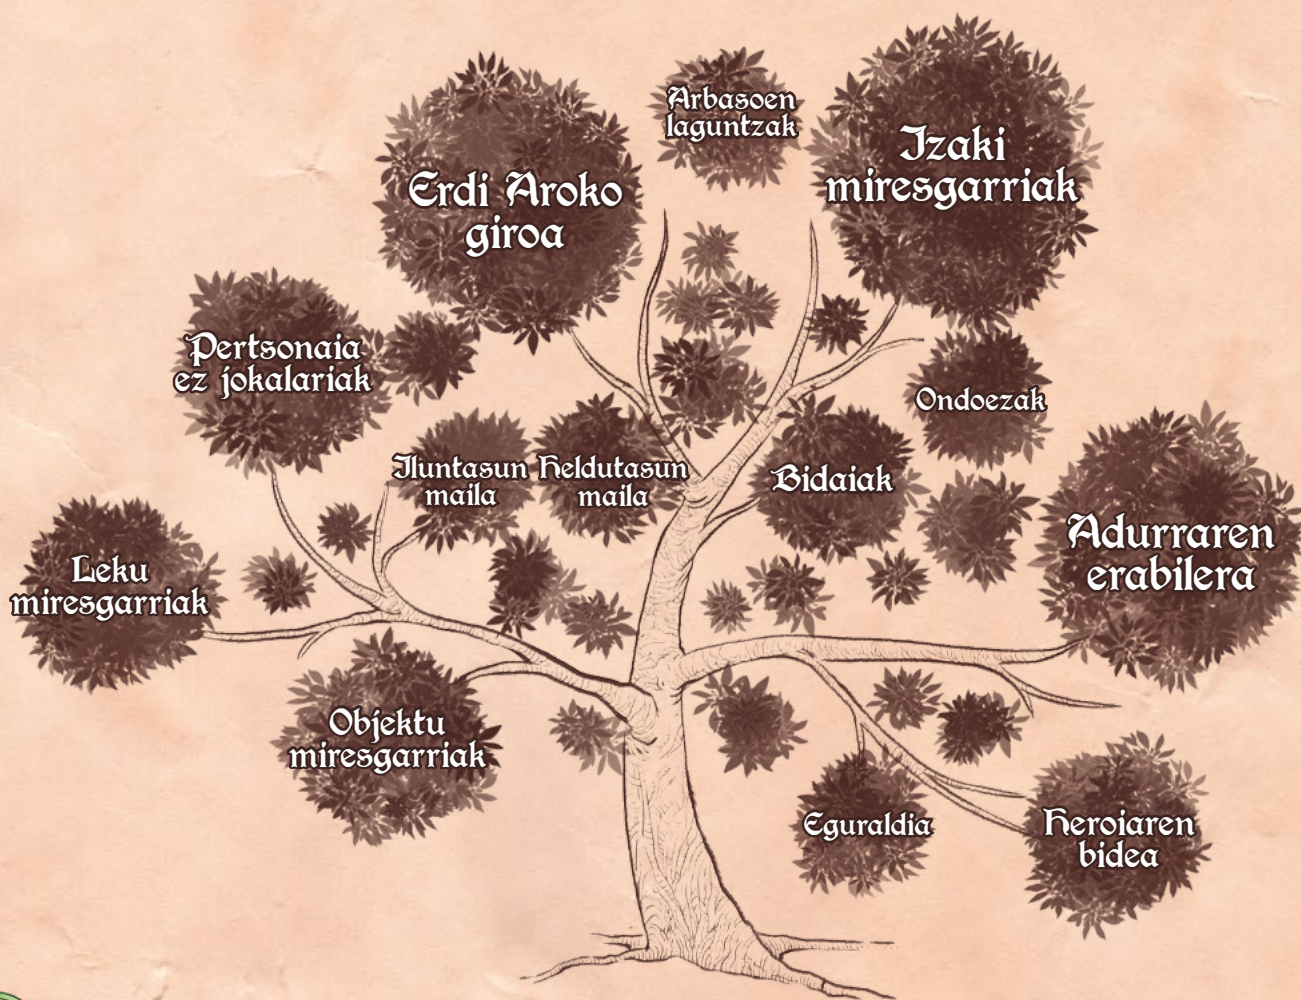 Arbasoen
laguntzak
Izaki
miresgarriak
Erdi Aroko
giroa
Pertsonaia
ez jokalariak
Ondoezak
Iluntasun
maila
Heldutasun
maila
Bidaiak
Adurraren
erabilera
Leku
miresgarriak
Objektu
miresgarriak
Eguraldia
Heroiaren
bidea